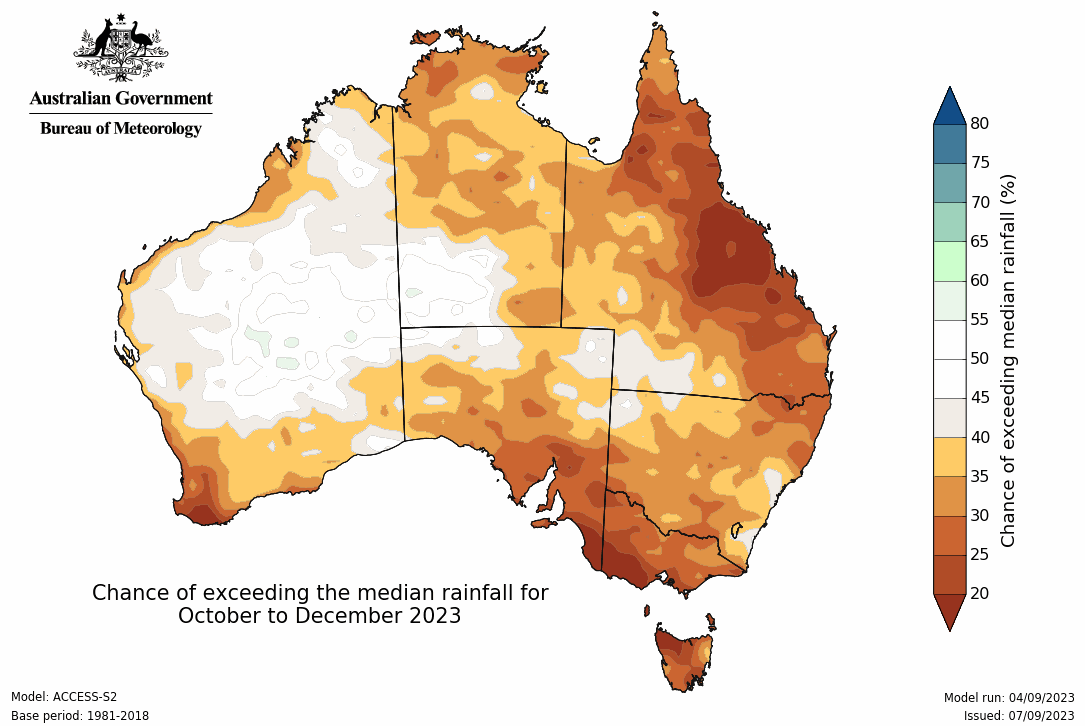 Australian Government
Bureau of Meteorology
80
75
70
65
60
55
50
45
40
35
30
25
20
Chance of exceeding median rainfall (%)
Chance of exceeding the median rainfall for
October to December 2023
Model: ACCESS-S2
Base period: 1981-2018
Model run: 04/09/2023
Issued: 07/09/2023